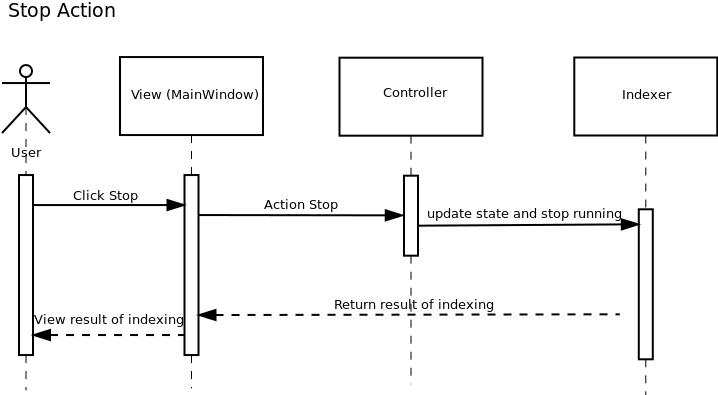 Stop Action
View (MainWindow)
Controller
Indexer
User
Click Stop
Action Stop
update state and stop running
Return result of indexing
View result of indexing